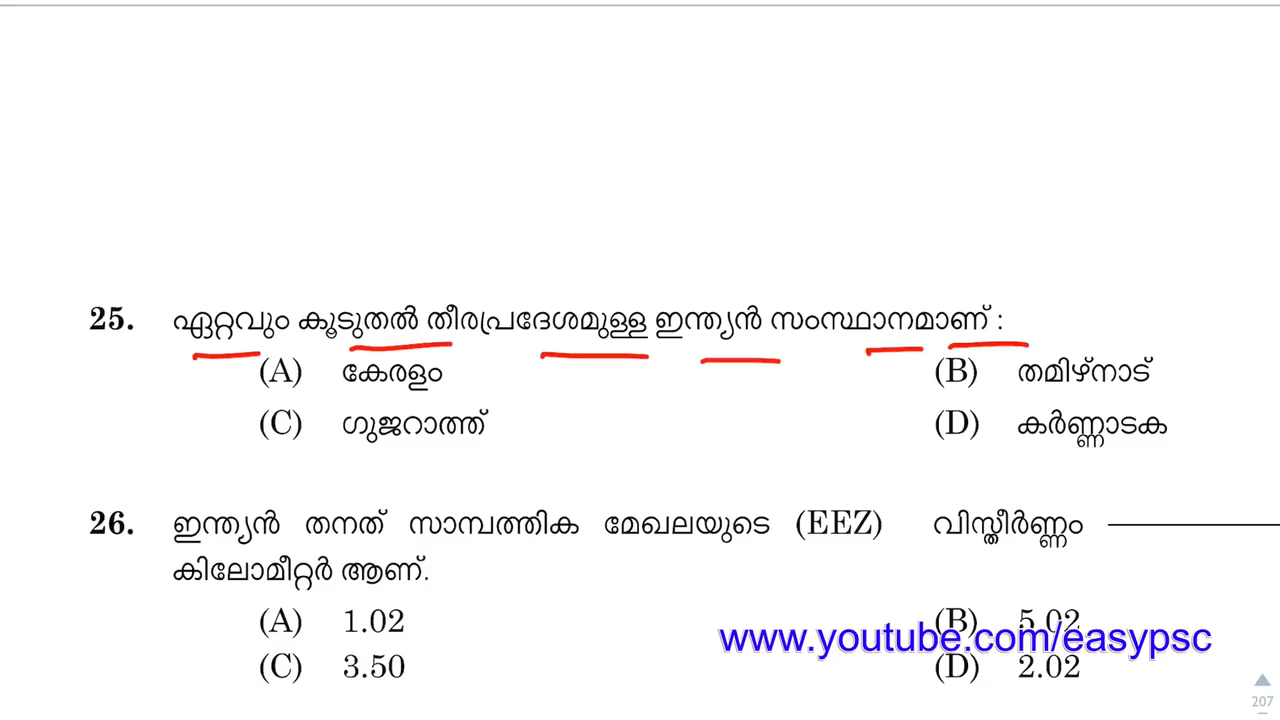 25. ഏറ്റവും കൂടുതൽ തീരപ്രദേശമുള്ള ഇന്ത്യൻ സംസ്ഥാനമാണ് :
(A) കേരളം (B) തമിഴ്നാട്
(C) ഗുജറാത്ത് (D) കർണ്ണാടക
26. ഇന്ത്യൻ തനത് സാമ്പത്തിക മേഖലയുടെ (EEZ) വിസ്തീർണ്ണം
കിലോമീറ്റർ ആണ്.
(A) 1.02 (B) 5.02
www.youtube.com/easypsc
(C) 3.50 (D) 2.02
207